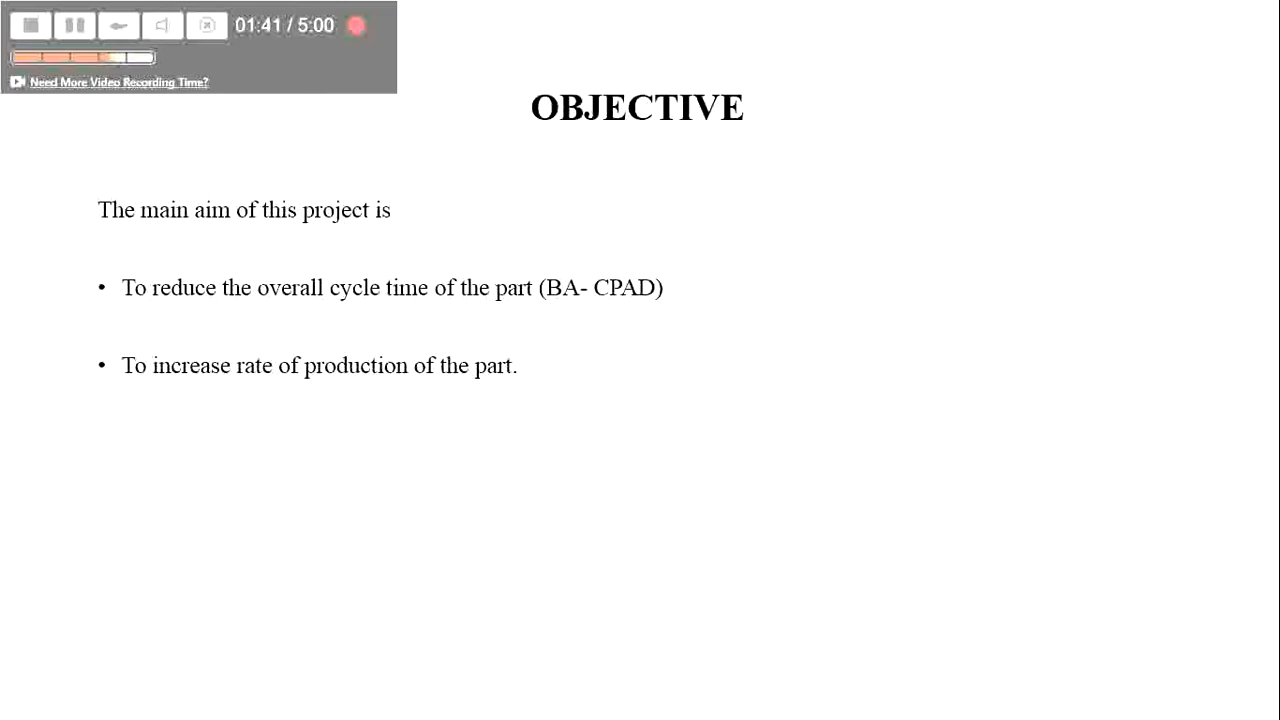 01:41 / 5:00
Need More Video Recording Time?
OBJECTIVE
The main aim of this project is
• To reduce the overall cycle time of the part (BA- CPAD)
• To increase rate of production of the part.